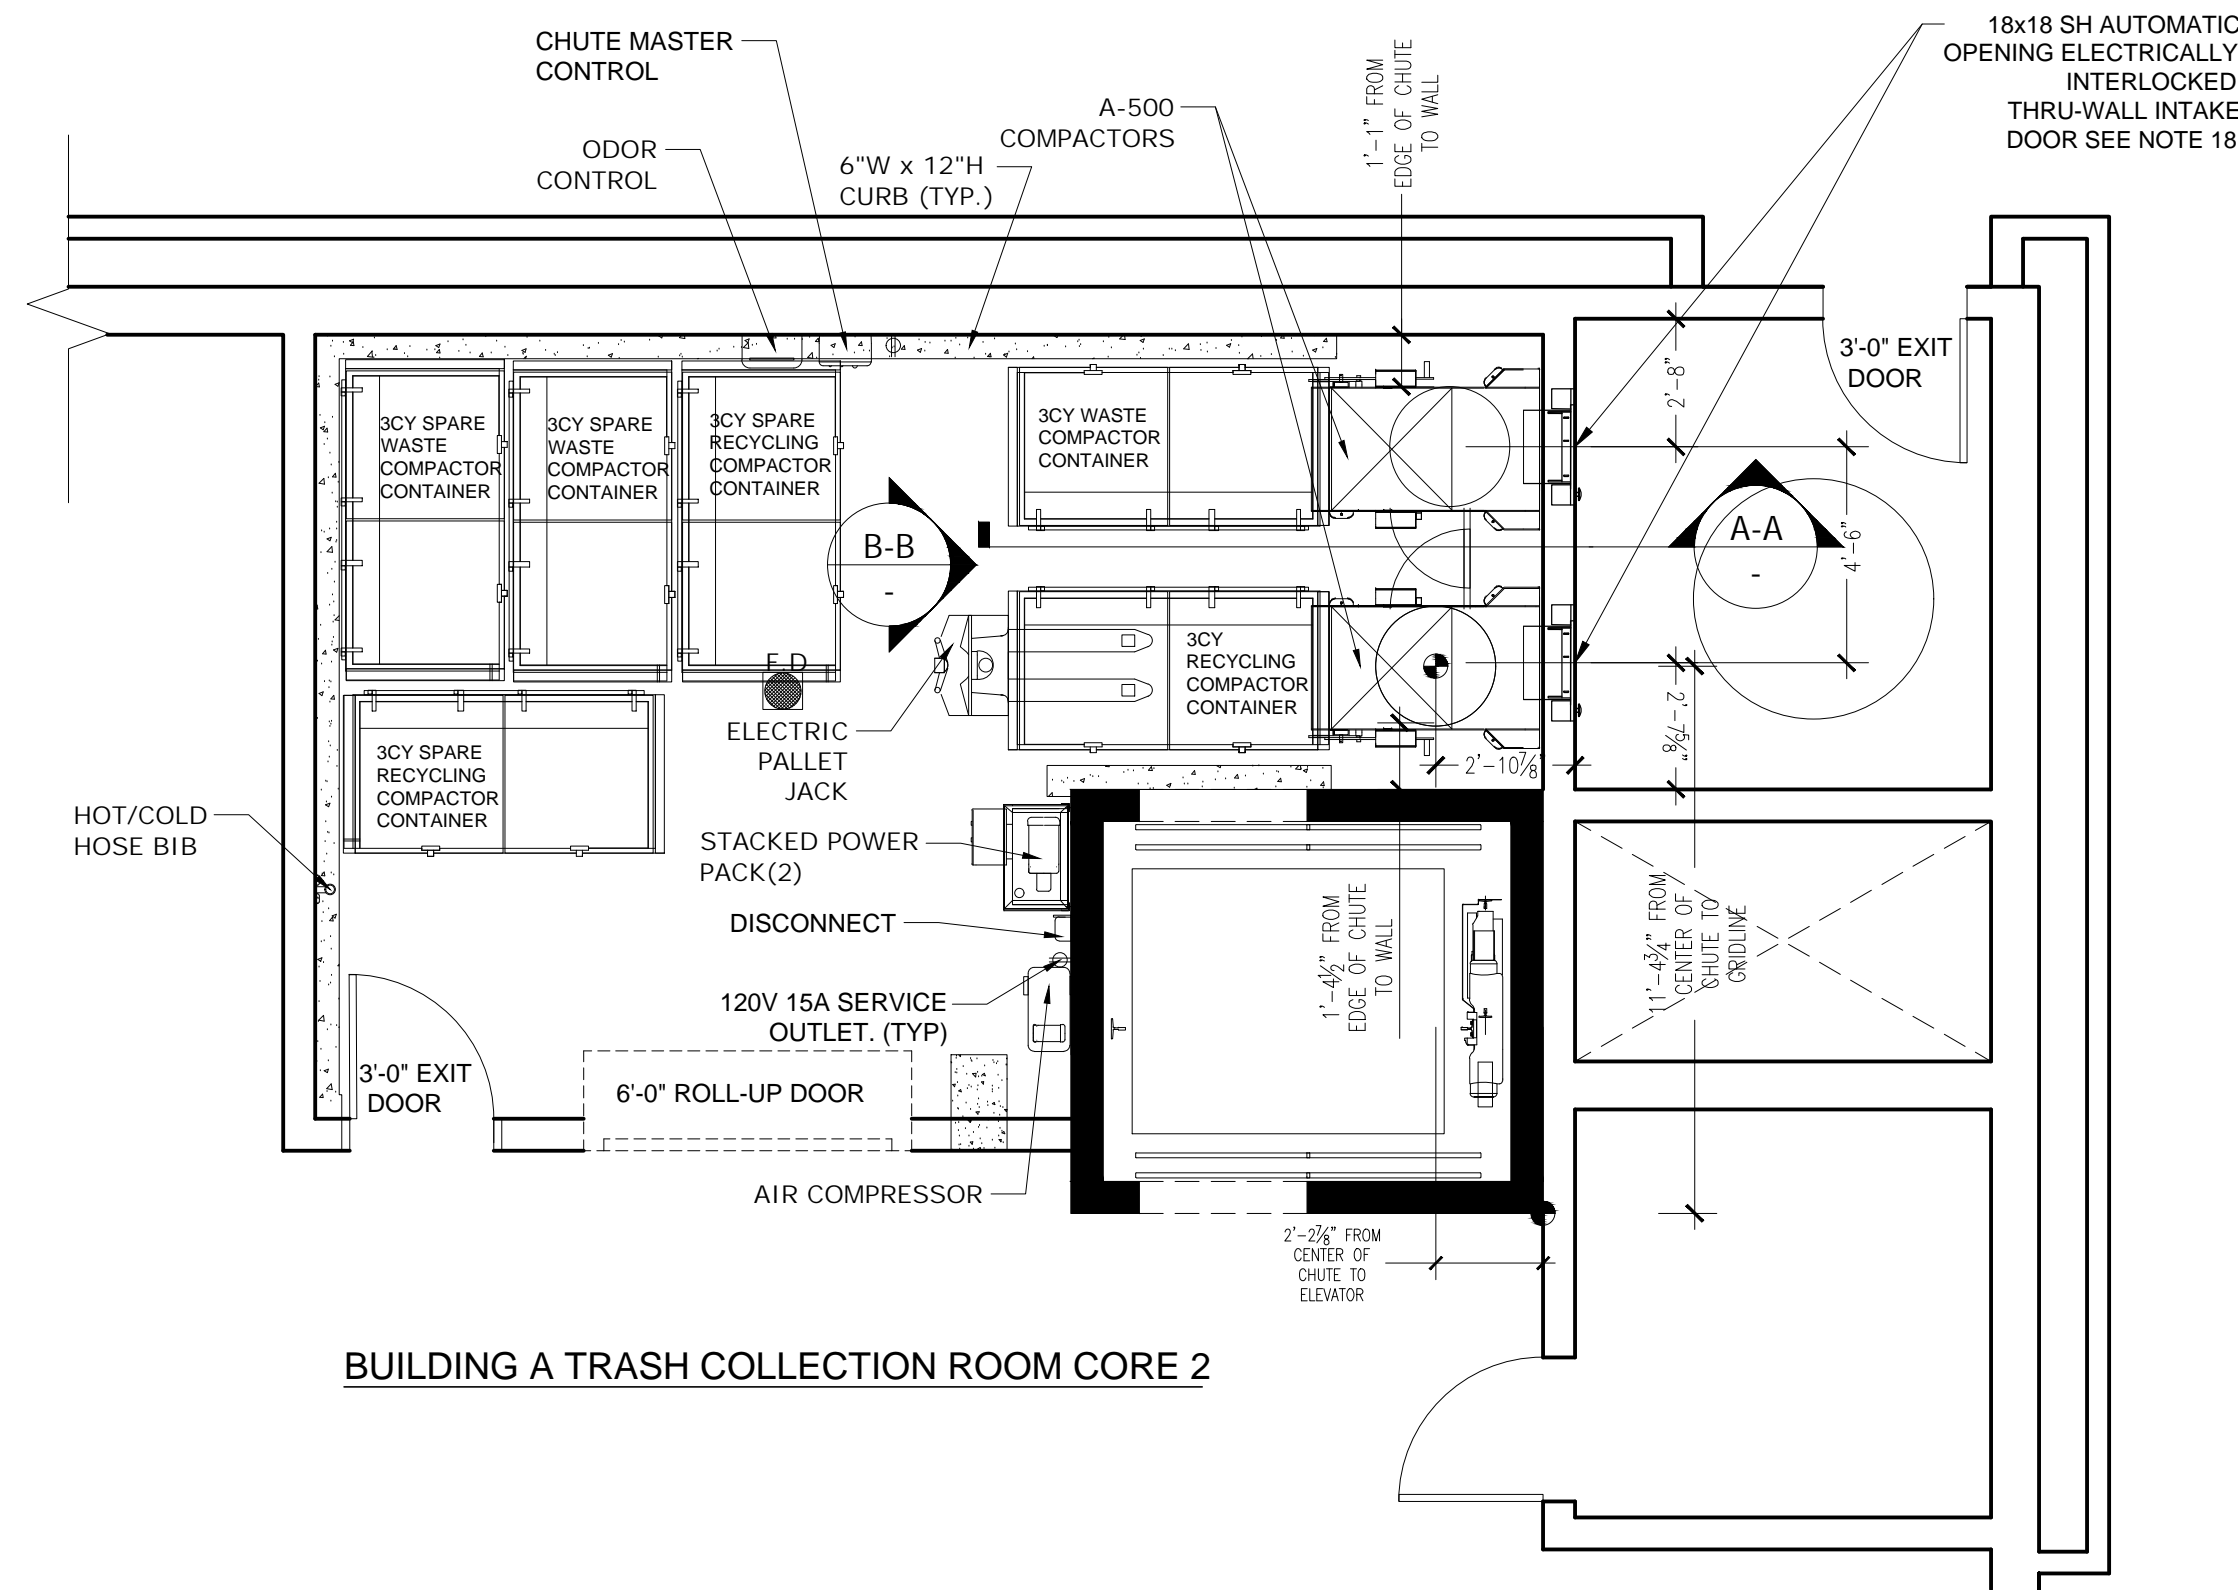 CHUTE MASTER
CONTROL
ODOR
CONTROL
6"W x 12"H
CURB (TYP.)
A-500
COMPACTORS
1'-1" FROM
EDGE OF CHUTE
TO WALL
18x18 SH AUTOMATIC
OPENING ELECTRICALLY
INTERLOCKED
THRU-WALL INTAKE
DOOR SEE NOTE 18
3CY SPARE
WASTE
COMPACTOR
CONTAINER
3CY SPARE
WASTE
COMPACTOR
CONTAINER
3CY SPARE
RECYCLING
COMPACTOR
CONTAINER
3CY WASTE
COMPACTOR
CONTAINER
2'-8"
3'-0" EXIT
DOOR
B-B
-
A-A
-
4'-6"
3CY
RECYCLING
COMPACTOR
CONTAINER
F.D
ELECTRIC
PALLET
JACK
2'-7⅝"
2'-10⅞"
3CY SPARE
RECYCLING
COMPACTOR
CONTAINER
HOT/COLD
HOSE BIB
STACKED POWER
PACK(2)
DISCONNECT
120V 15A SERVICE
OUTLET. (TYP)
1'-4½" FROM
EDGE OF CHUTE
TO WALL
11'-4¾" FROM
CENTER OF
CHUTE TO
GRIDLINE
3'-0" EXIT
DOOR
6'-0" ROLL-UP DOOR
AIR COMPRESSOR
2'-2⅞" FROM
CENTER OF
CHUTE TO
ELEVATOR
BUILDING A TRASH COLLECTION ROOM CORE 2